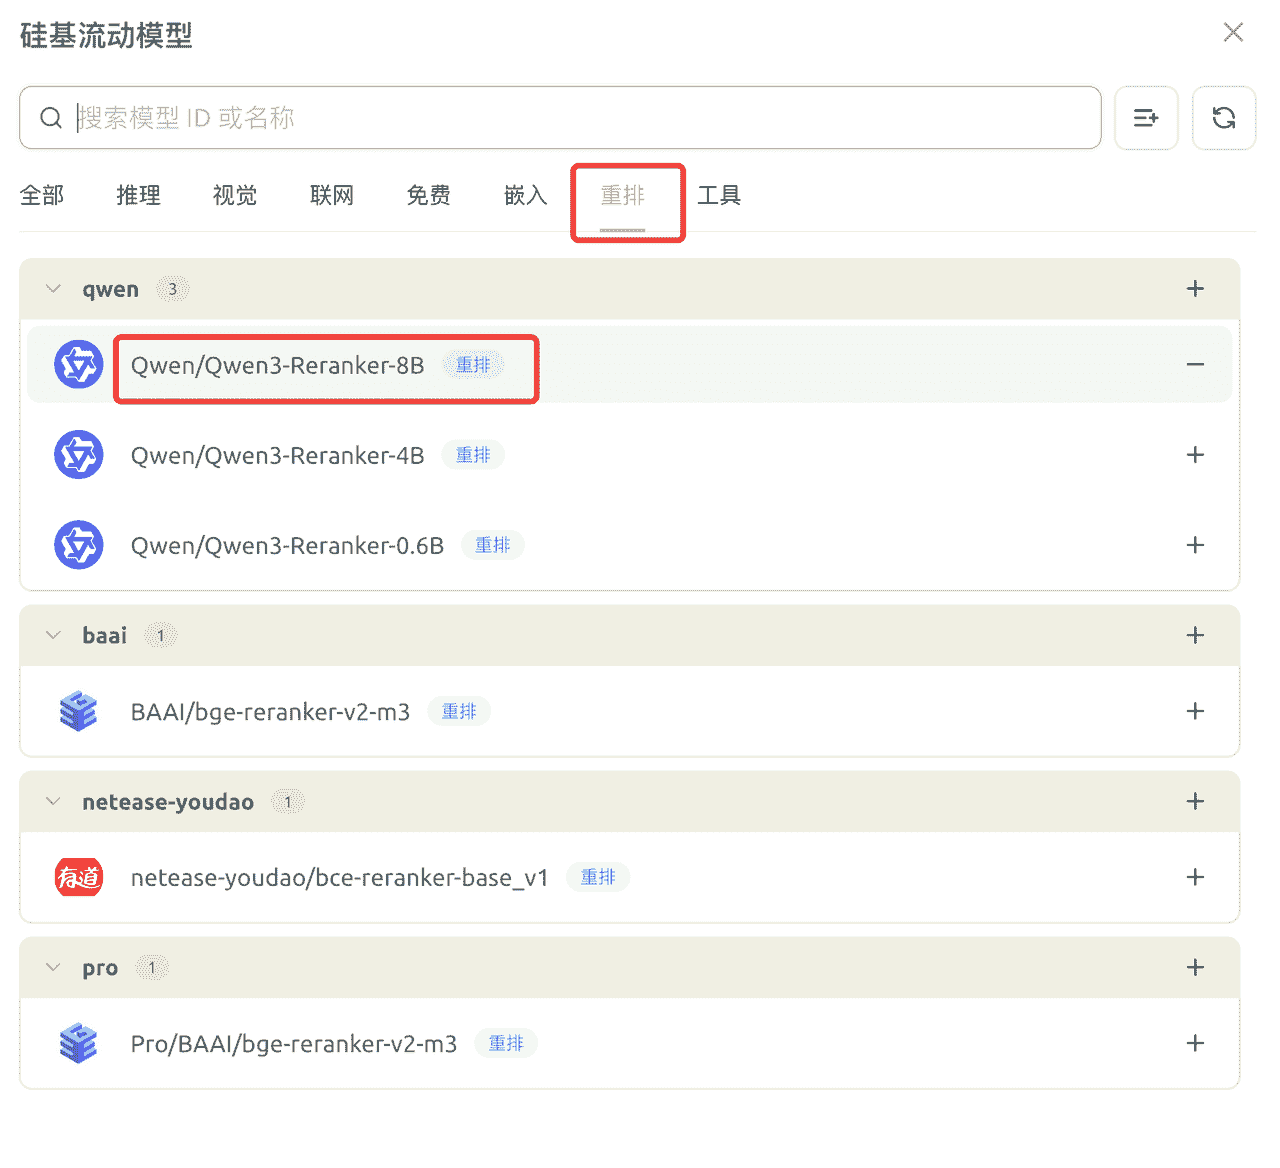 硅基流动模型
搜索模型 ID 或名称
全部 推理 视觉 联网 免费 嵌入 重排 工具
qwen 3
Qwen/Qwen3-Reranker-8B 重排
Qwen/Qwen3-Reranker-4B 重排
Qwen/Qwen3-Reranker-0.6B 重排
baai 1
BAAI/bge-reranker-v2-m3 重排
netease-youdao 1
有道 netease-youdao/bce-reranker-base_v1 重排
pro 1
Pro/BAAI/bge-reranker-v2-m3 重排